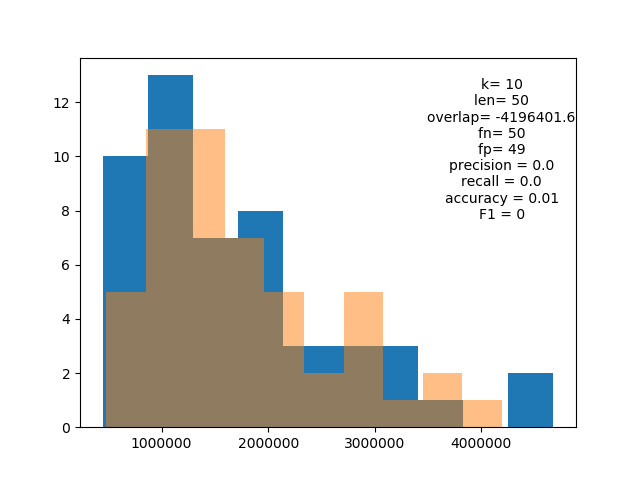 k= 10
len= 50
overlap= -4196401.6
fn= 50
fp= 49
precision = 0.0
recall = 0.0
accuracy = 0.01
F1 = 0
12
10
8
6
4
2
0
1000000 2000000 3000000 4000000